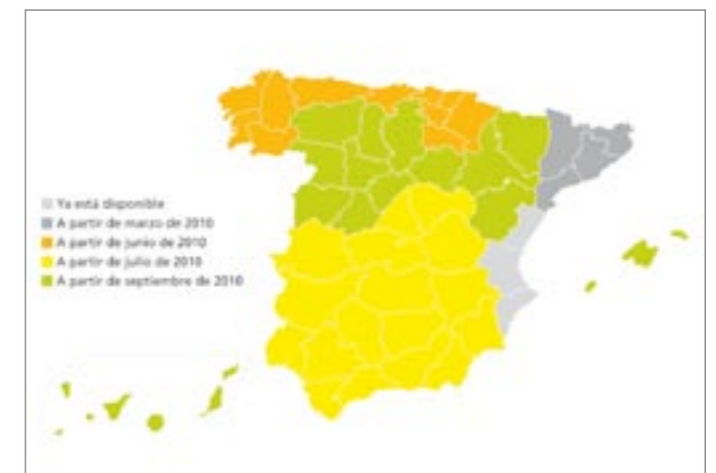 Ya está disponible
A partir de marzo de 2010
A partir de junio de 2010
A partir de julio de 2010
A partir de septiembre de 2010